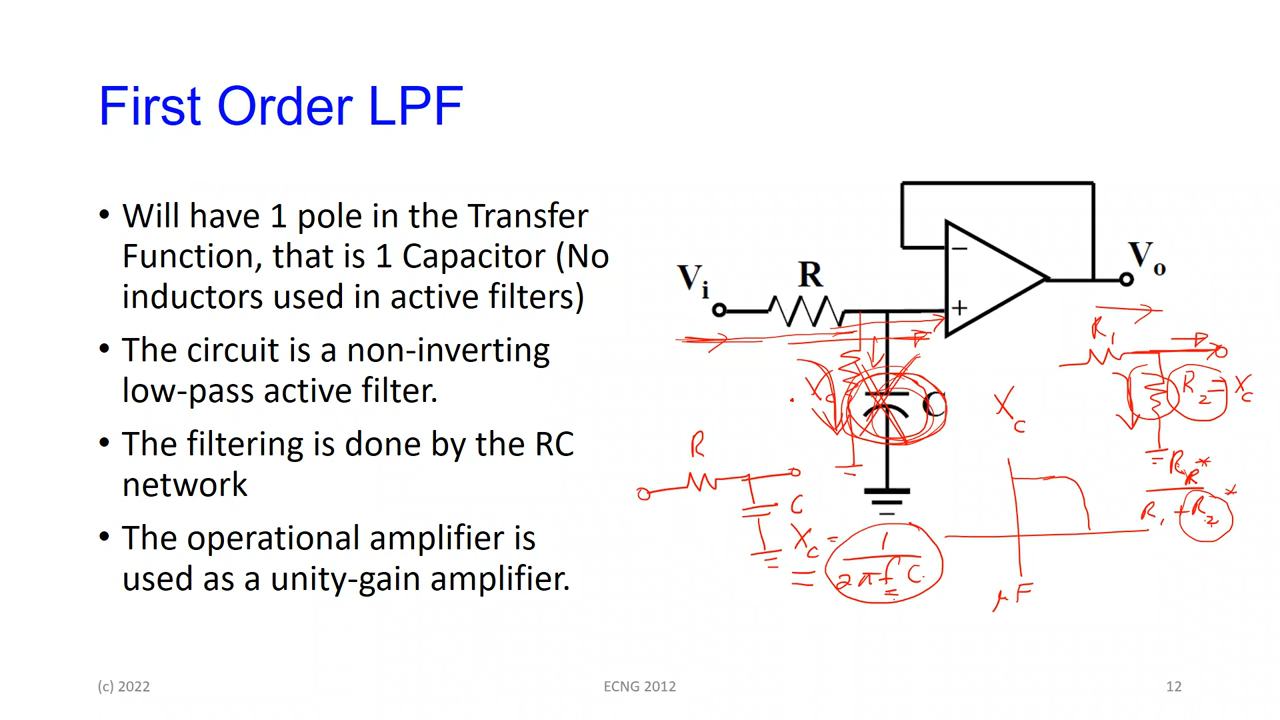 First Order LPF
• Will have 1 pole in the Transfer
Function, that is 1 Capacitor (No
inductors used in active filters)
• The circuit is a non-inverting
low-pass active filter.
• The filtering is done by the RC
network
• The operational amplifier is
used as a unity-gain amplifier.
Vi
R
−
+
Vo
C
Xc
R1
R2 = Xc
Xc
R
C
Xc = 1 / 2πfC
R1 + R2*
μF
(c) 2022
ECNG 2012
12